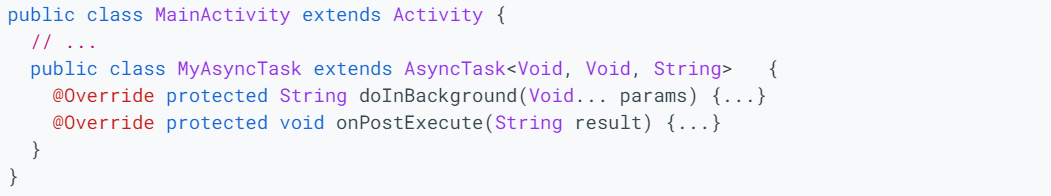 public class MainActivity extends Activity {
  // ...
  public class MyAsyncTask extends AsyncTask<Void, Void, String>   {
    @Override protected String doInBackground(Void... params) {...}
    @Override protected void onPostExecute(String result) {...}
  }
}